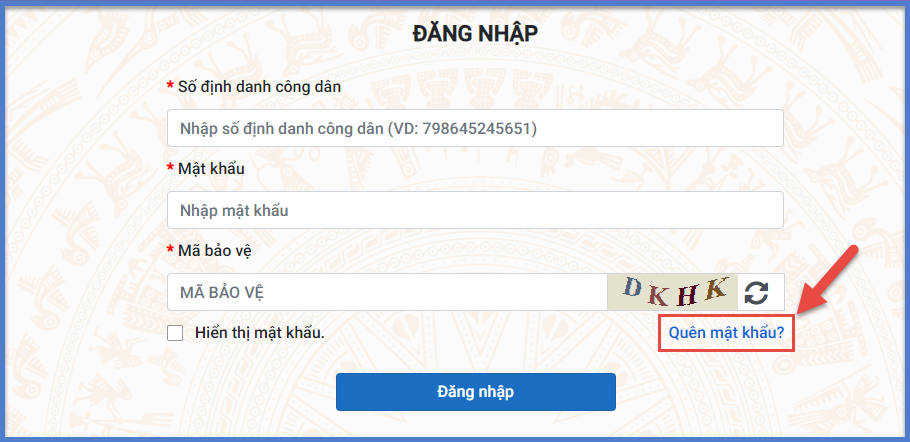 ĐĂNG NHẬP
* Số định danh công dân
Nhập số định danh công dân (VD: 798645245651)
* Mật khẩu
Nhập mật khẩu
* Mã bảo vệ
MÃ BẢO VỆ DKHK
Hiển thị mật khẩu. Quên mật khẩu?
Đăng nhập